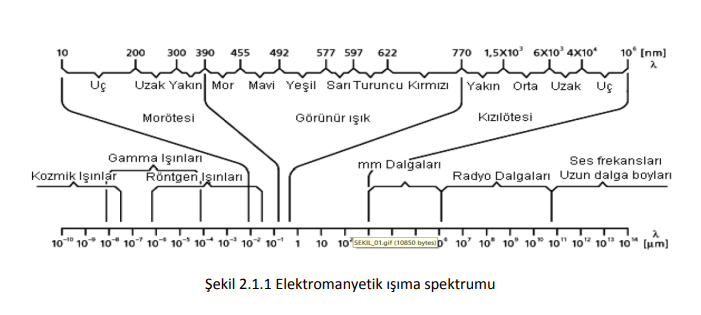 10 200 300 390 455 492 577 597 622 770 1,5X10³ 6X10³ 4X10⁴ 10⁶ [nm]
λ
Uç Uzak Yakın Mor Mavi Yeşil Sarı Turuncu Kırmızı Yakın Orta Uzak Uç
Morötesi Görünür ışık Kızılötesi
Gamma Işınları mm Dalgaları Ses frekansları
Kozmik Işınlar Röntgen Işınları Radyo Dalgaları Uzun dalga boyları
λ
10⁻¹⁰ 10⁻⁹ 10⁻⁸ 10⁻⁷ 10⁻⁶ 10⁻⁵ 10⁻⁴ 10⁻³ 10⁻² 10⁻¹ 1 10 SEKIL_01.gif (10850 bytes) 10⁷ 10⁸ 10⁹ 10¹⁰ 10¹¹ 10¹² 10¹³ 10¹⁴ [μm]
Şekil 2.1.1 Elektromanyetik ışıma spektrumu